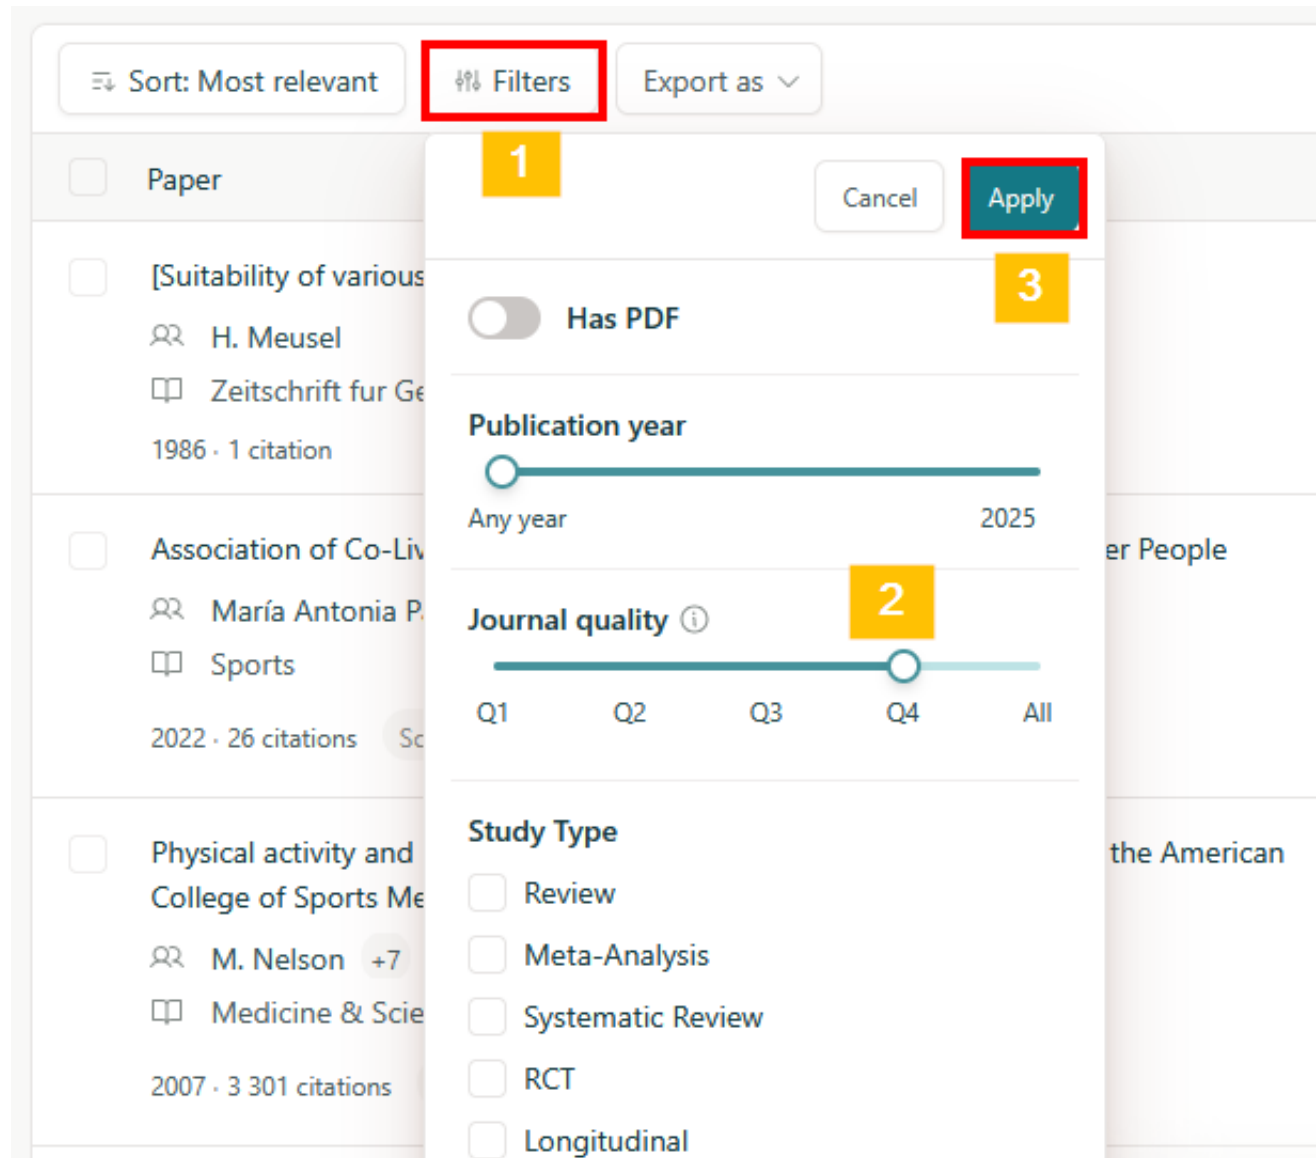 Sort: Most relevant
Filters
Export as
1
Paper
Cancel
Apply
3
[Suitability of various
H. Meusel
Zeitschrift fur Ge
1986 · 1 citation
Has PDF
Publication year
Any year
2025
Association of Co-Liv
er People
María Antonia P
Sports
2022 · 26 citations
Sc
Journal quality
2
Q1
Q2
Q3
Q4
All
Study Type
Physical activity and
the American
College of Sports Me
M. Nelson +7
Medicine & Scie
2007 · 3 301 citations
Review
Meta-Analysis
Systematic Review
RCT
Longitudinal